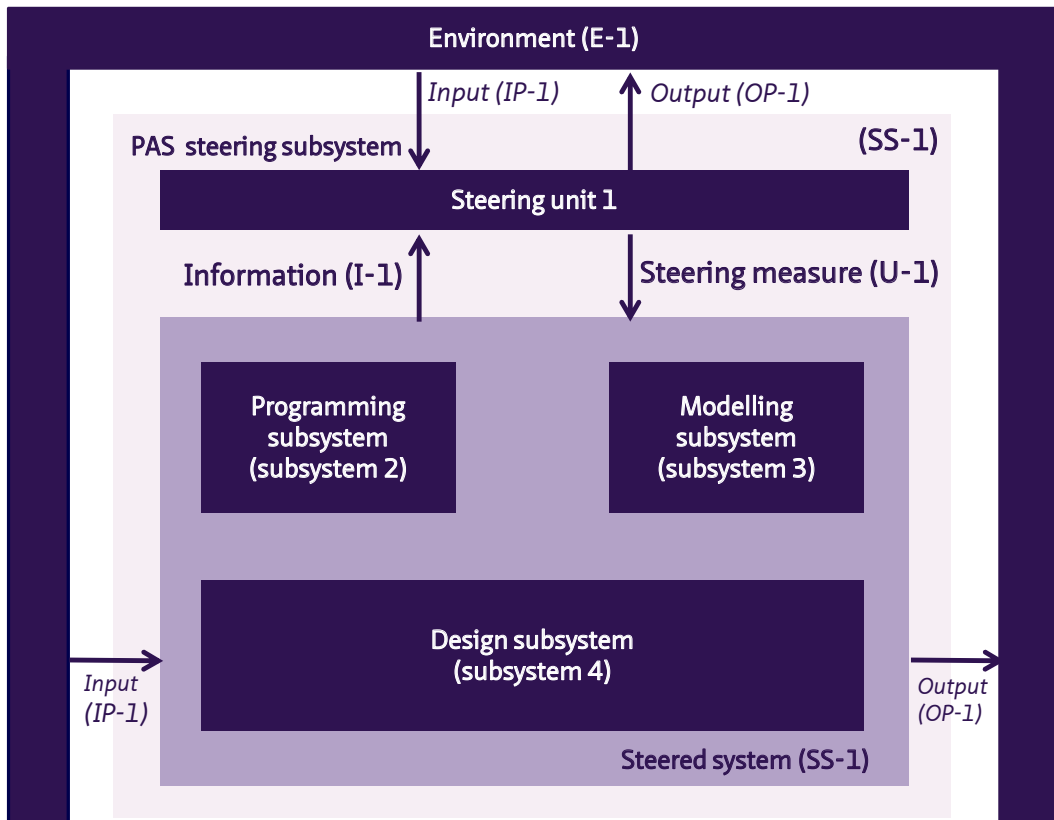 Environment (E-1)
Input (IP-1)
Output (OP-1)
PAS steering subsystem
(SS-1)
Steering unit 1
Information (I-1)
Steering measure (U-1)
Programming
subsystem
(subsystem 2)
Modelling
subsystem
(subsystem 3)
Design subsystem
(subsystem 4)
Input
(IP-1)
Output
(OP-1)
Steered system (SS-1)